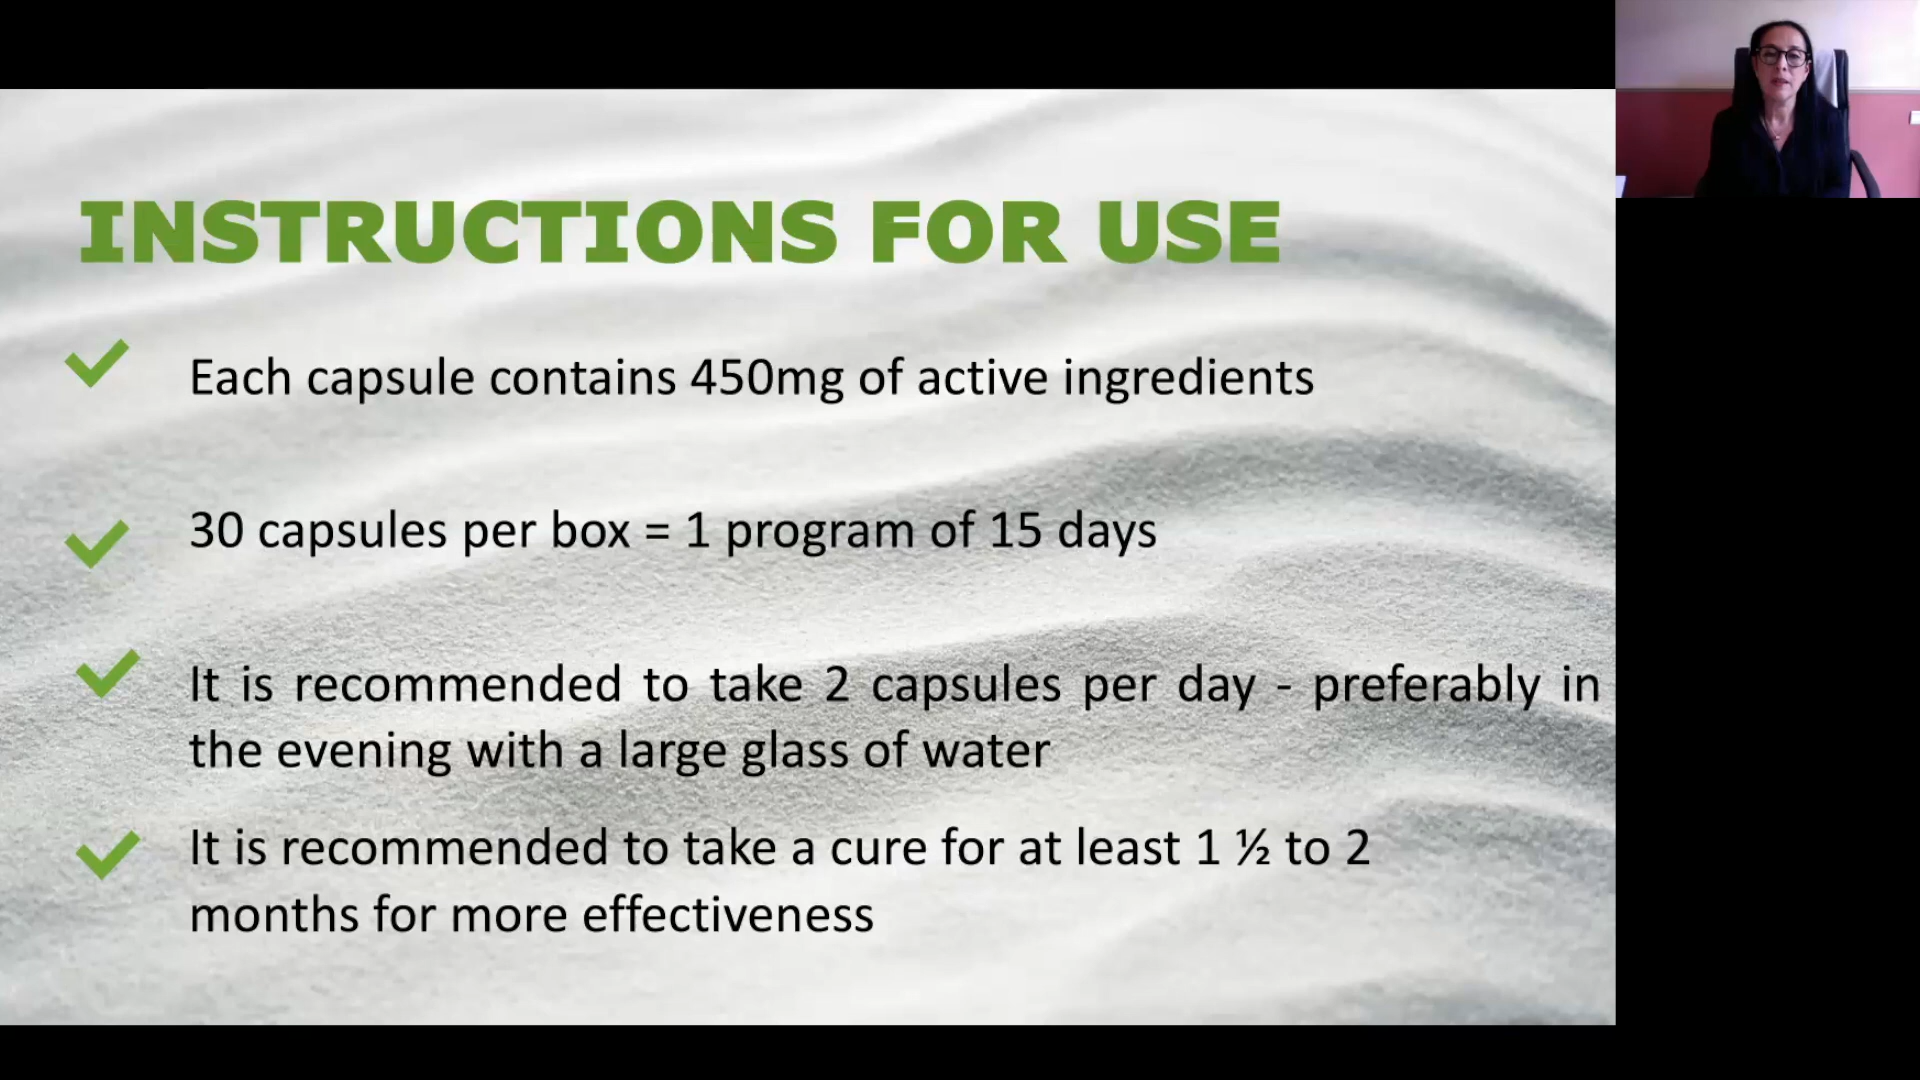 INSTRUCTIONS FOR USE
Each capsule contains 450mg of active ingredients
30 capsules per box = 1 program of 15 days
It is recommended to take 2 capsules per day - preferably in
the evening with a large glass of water
It is recommended to take a cure for at least 1 ½ to 2
months for more effectiveness